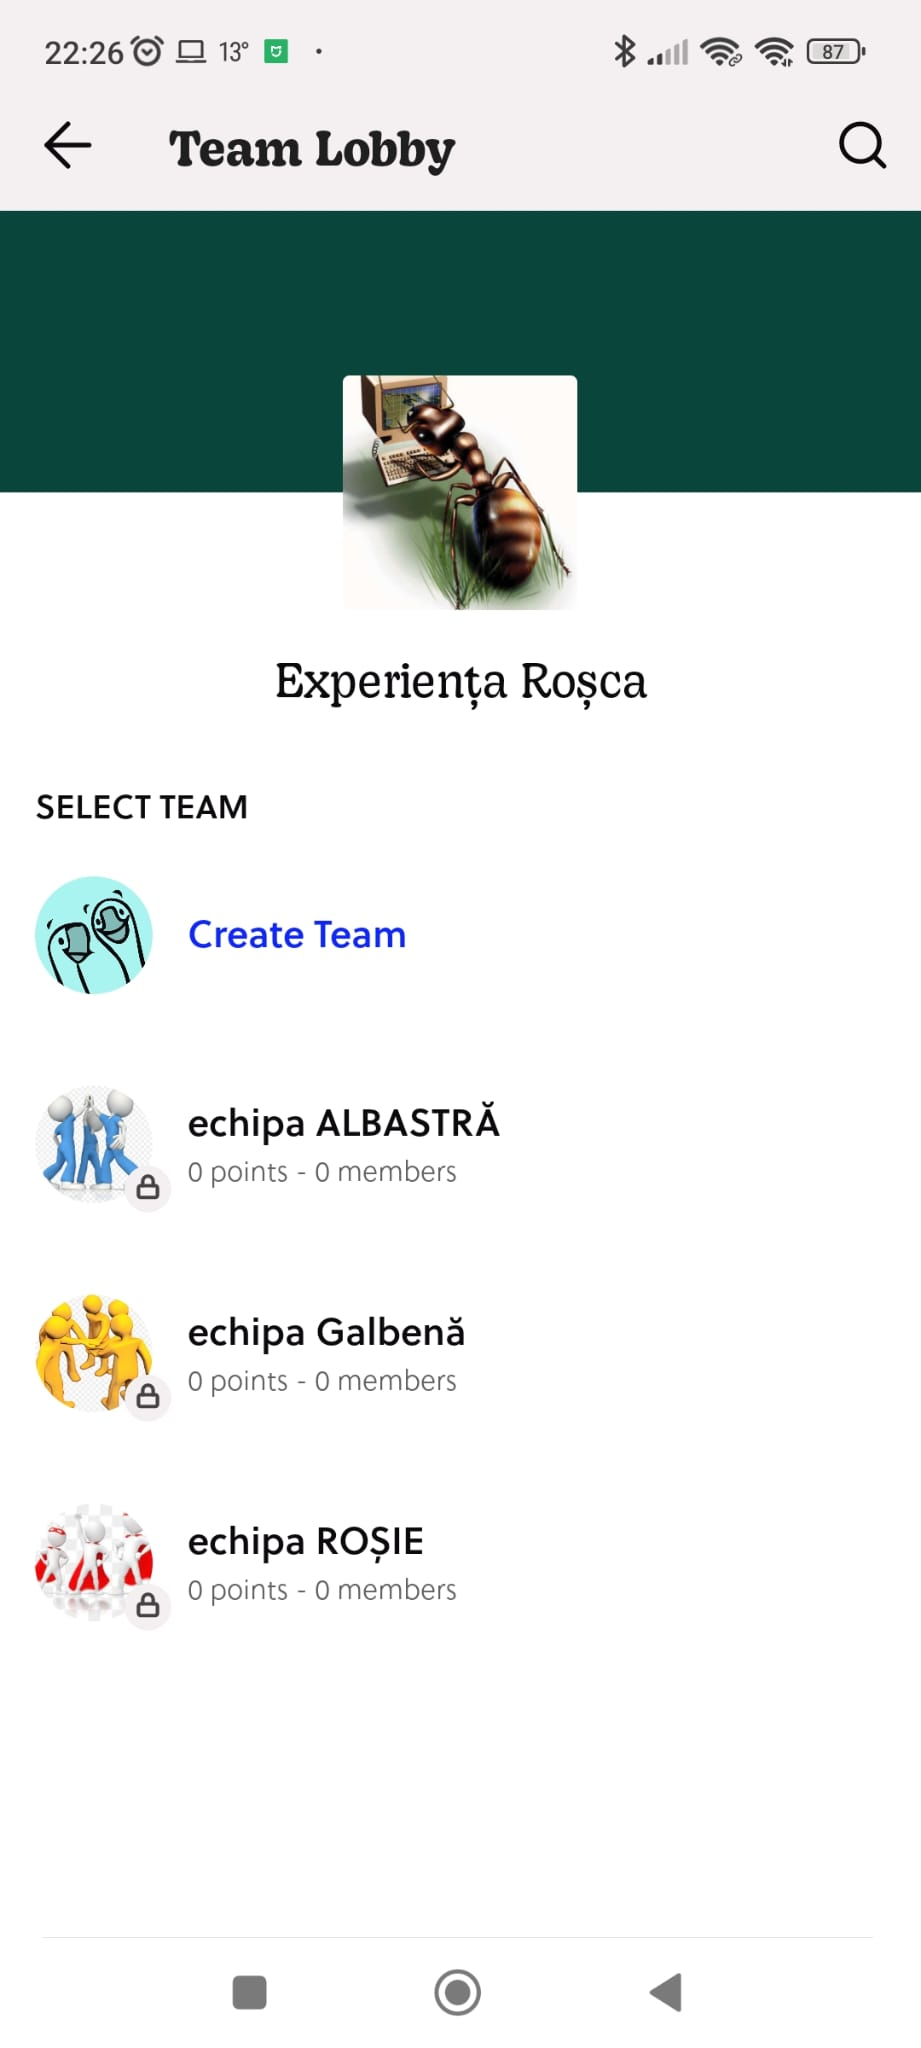 22:26 13° 87
Team Lobby
Experiența Roșca
SELECT TEAM
Create Team
echipa ALBASTRĂ
0 points - 0 members
echipa Galbenă
0 points - 0 members
echipa ROȘIE
0 points - 0 members